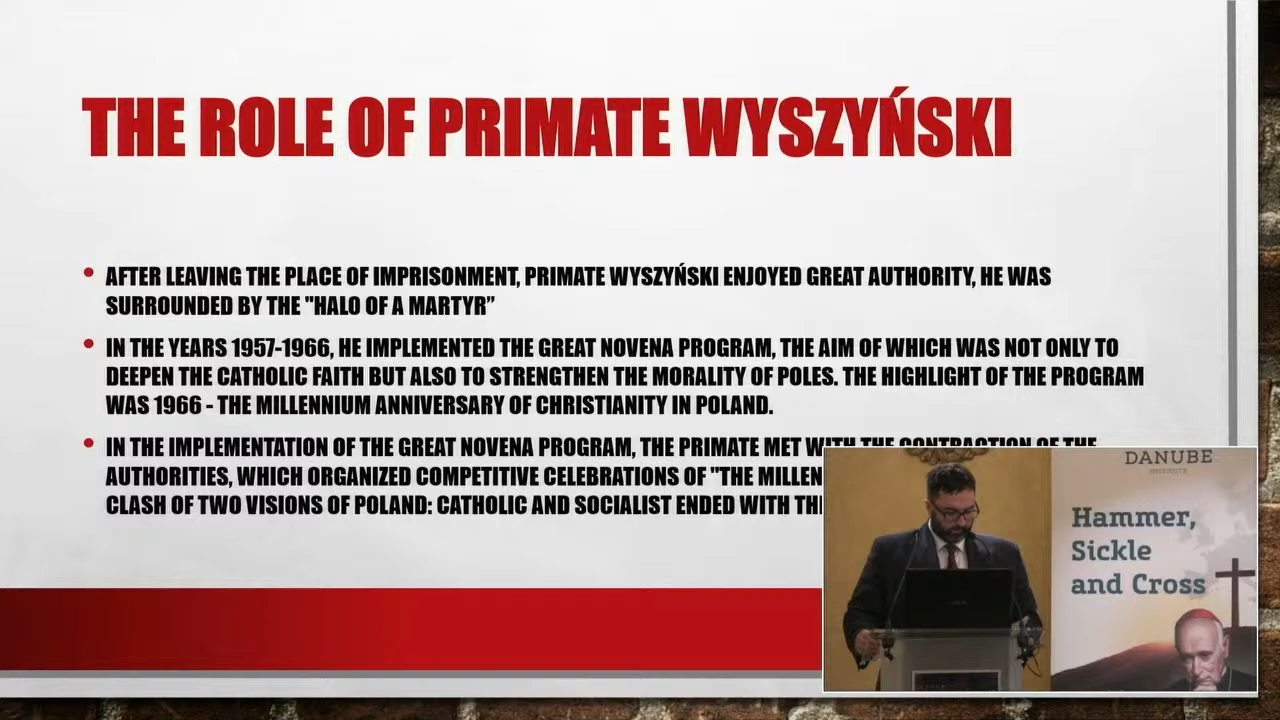 THE ROLE OF PRIMATE WYSZYŃSKI
• AFTER LEAVING THE PLACE OF IMPRISONMENT, PRIMATE WYSZYŃSKI ENJOYED GREAT AUTHORITY, HE WAS
SURROUNDED BY THE "HALO OF A MARTYR”
• IN THE YEARS 1957-1966, HE IMPLEMENTED THE GREAT NOVENA PROGRAM, THE AIM OF WHICH WAS NOT ONLY TO
DEEPEN THE CATHOLIC FAITH BUT ALSO TO STRENGTHEN THE MORALITY OF POLES. THE HIGHLIGHT OF THE PROGRAM
WAS 1966 - THE MILLENNIUM ANNIVERSARY OF CHRISTIANITY IN POLAND.
• IN THE IMPLEMENTATION OF THE GREAT NOVENA PROGRAM, THE PRIMATE MET WITH THE CONTRACTION OF THE
AUTHORITIES, WHICH ORGANIZED COMPETITIVE CELEBRATIONS OF "THE MILLEN
CLASH OF TWO VISIONS OF POLAND: CATHOLIC AND SOCIALIST ENDED WITH
DANUBE
INSTITUTE
Hammer,
Sickle
and Cross